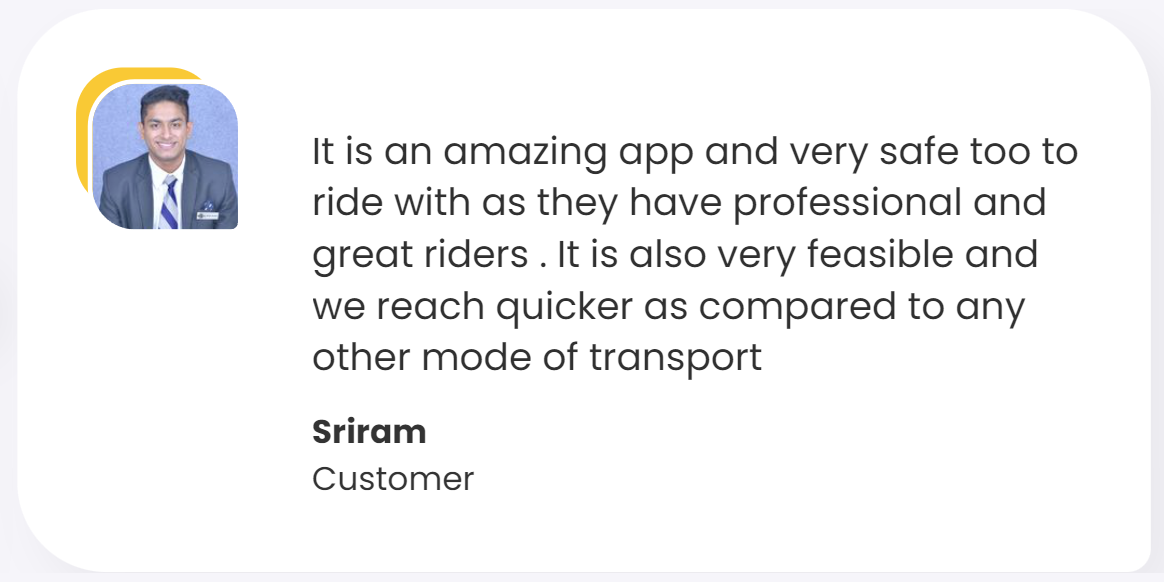 It is an amazing app and very safe too to
ride with as they have professional and
great riders . It is also very feasible and
we reach quicker as compared to any
other mode of transport
Sriram
Customer